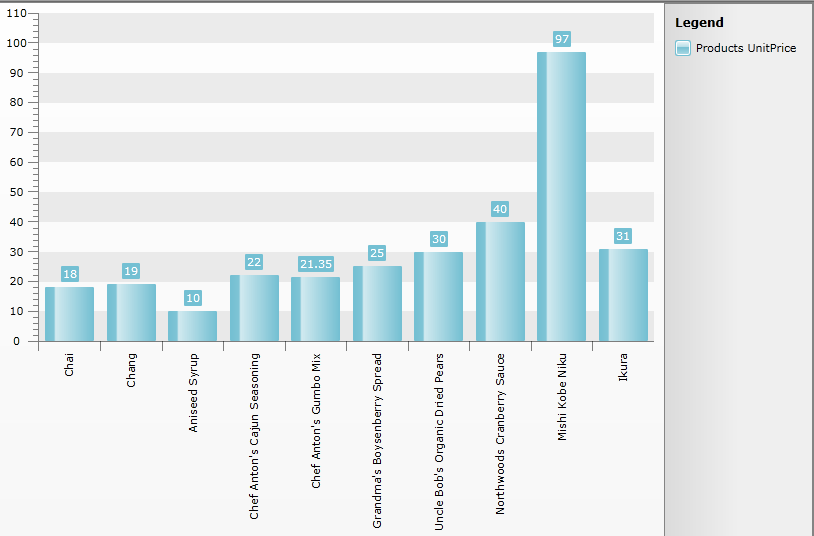 110
100
90
80
70
60
50
40
30
20
10
0
18
19
10
22
21.35
25
30
40
97
31
Chai
Chang
Aniseed Syrup
Chef Anton's Cajun Seasoning
Chef Anton's Gumbo Mix
Grandma's Boysenberry Spread
Uncle Bob's Organic Dried Pears
Northwoods Cranberry Sauce
Mishi Kobe Niku
Ikura
Legend
Products UnitPrice